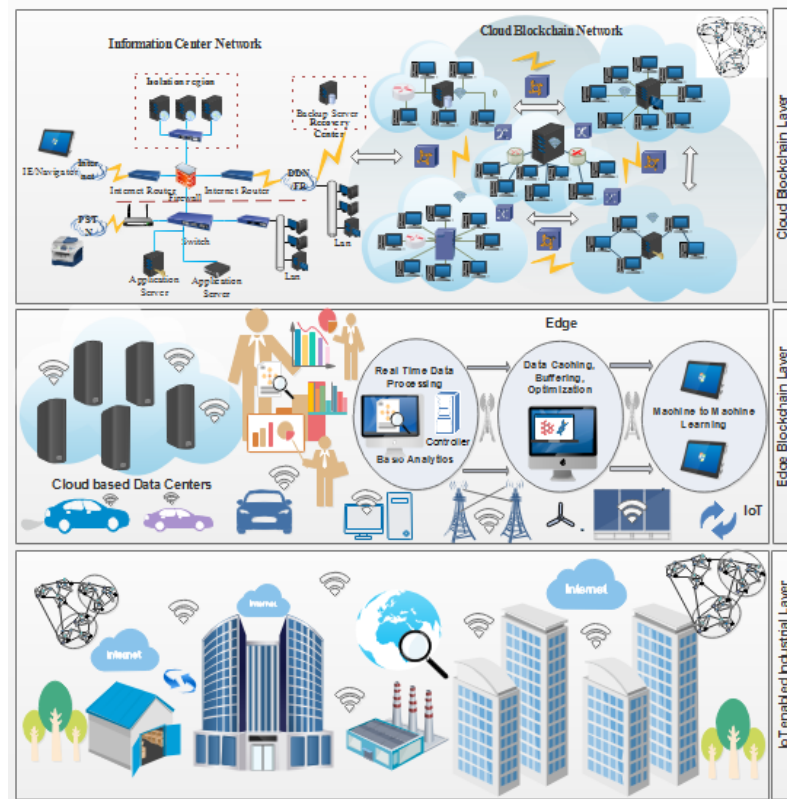 Information Center Network
Cloud Blockchain Network
Isolation region
Backup Server
Recovery
Center
IE/Navigator
Inter
net
Internet Router
Firewall
Internet Router
DDN
FR
PST
N
Switch
Lan
Lan
Application
Server
Application
Server
Cloud Blockchain Layer
Edge
Real Time Data
Processing
Controller
Basic Analytics
Data Caching,
Buffering,
Optimization
Machine to Machine
Learning
Cloud based Data Centers
IoT
Edge Blockchain Layer
Internet
Internet
Internet
IoT enabled Industrial Layer